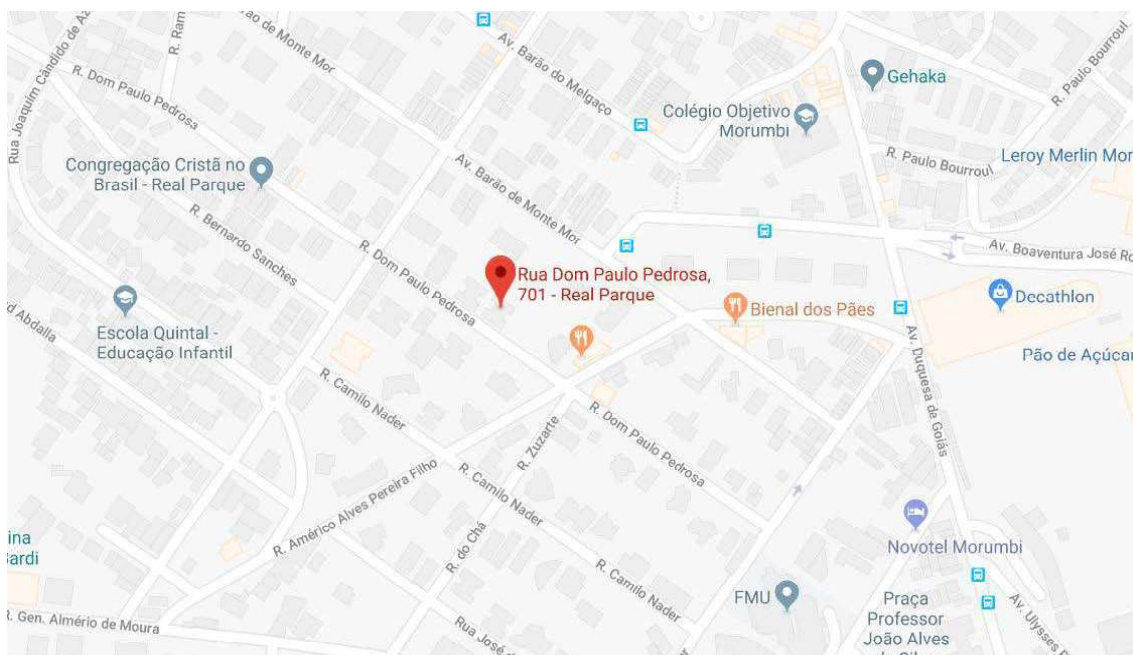 Rua Joaquim Cândido de Az
R. Ram
ão de Monte Mor
Av. Barão do Melgaço
R. Dom Paulo Pedrosa
Gehaka
R. Paulo Bourroul
Colégio Objetivo
Morumbi
R. Paulo Bourroul
Leroy Merlin Mor
Congregação Cristã no
Brasil - Real Parque
Av. Barão de Monte Mor
R. Bernardo Sanches
R. Dom Paulo Pedrosa
Av. Boaventura José Ro
Rua Dom Paulo Pedrosa,
701 - Real Parque
Bienal dos Pães
Decathlon
d Abdalla
Escola Quintal -
Educação Infantil
Av. Duquesa de Goiás
Pão de Açúcar
R. Camilo Nader
R. Zuzarte
R. Dom Paulo Pedrosa
R. Américo Alves Pereira Filho
R. Camilo Nader
R. do Chá
ina
Bardi
Novotel Morumbi
R. Camilo Nader
FMU
Praça
Professor
João Alves
R. Gen. Almério de Moura
Rua José de
Av. Ulysses